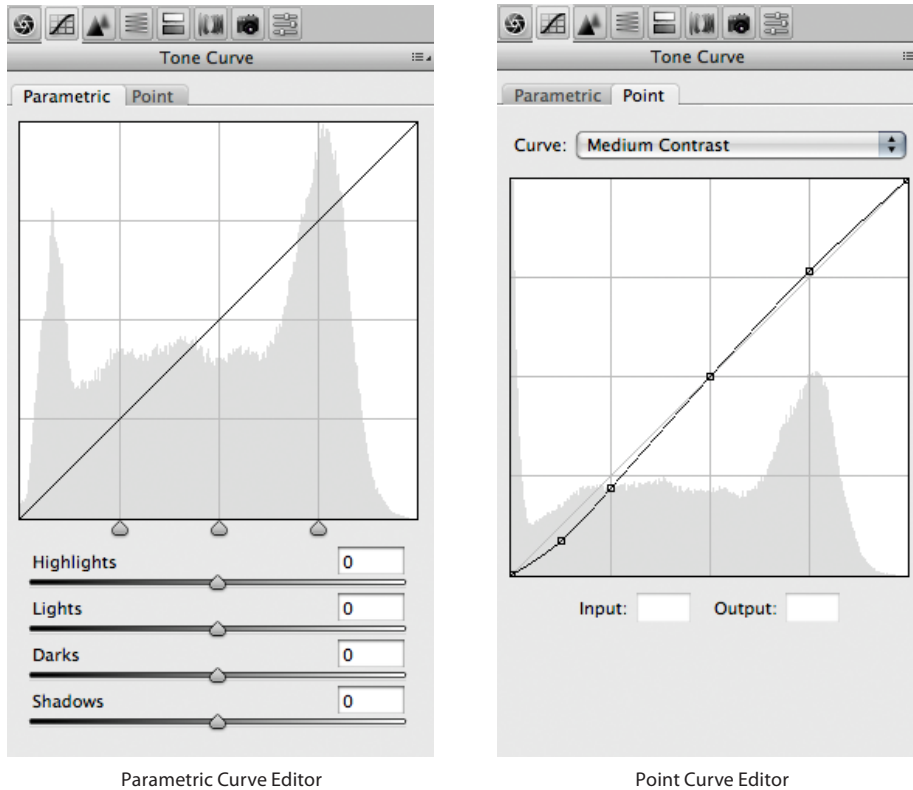 Tone Curve
Parametric Point
Highlights 0
Lights 0
Darks 0
Shadows 0
Parametric Curve Editor
Tone Curve
Parametric Point
Curve: Medium Contrast
Input: Output:
Point Curve Editor